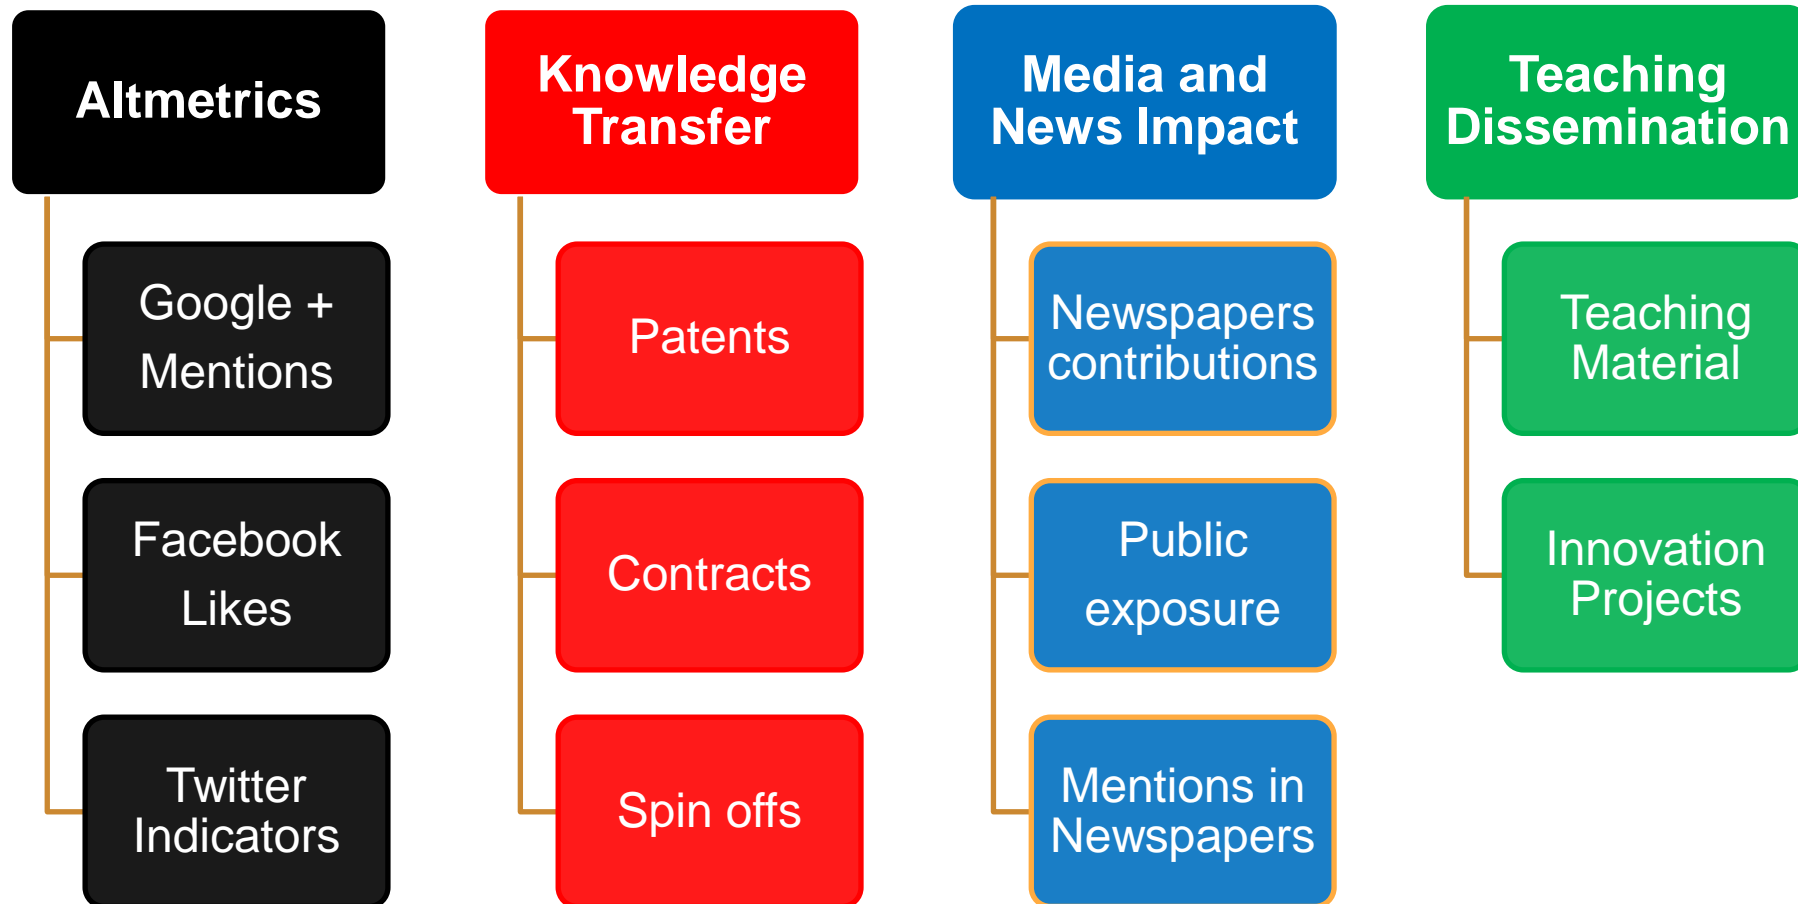 Altmetrics
Google +
Mentions
Facebook
Likes
Twitter
Indicators
Knowledge
Transfer
Patents
Contracts
Spin offs
Media and
News Impact
Newspapers
contributions
Public
exposure
Mentions in
Newspapers
Teaching
Dissemination
Teaching
Material
Innovation
Projects